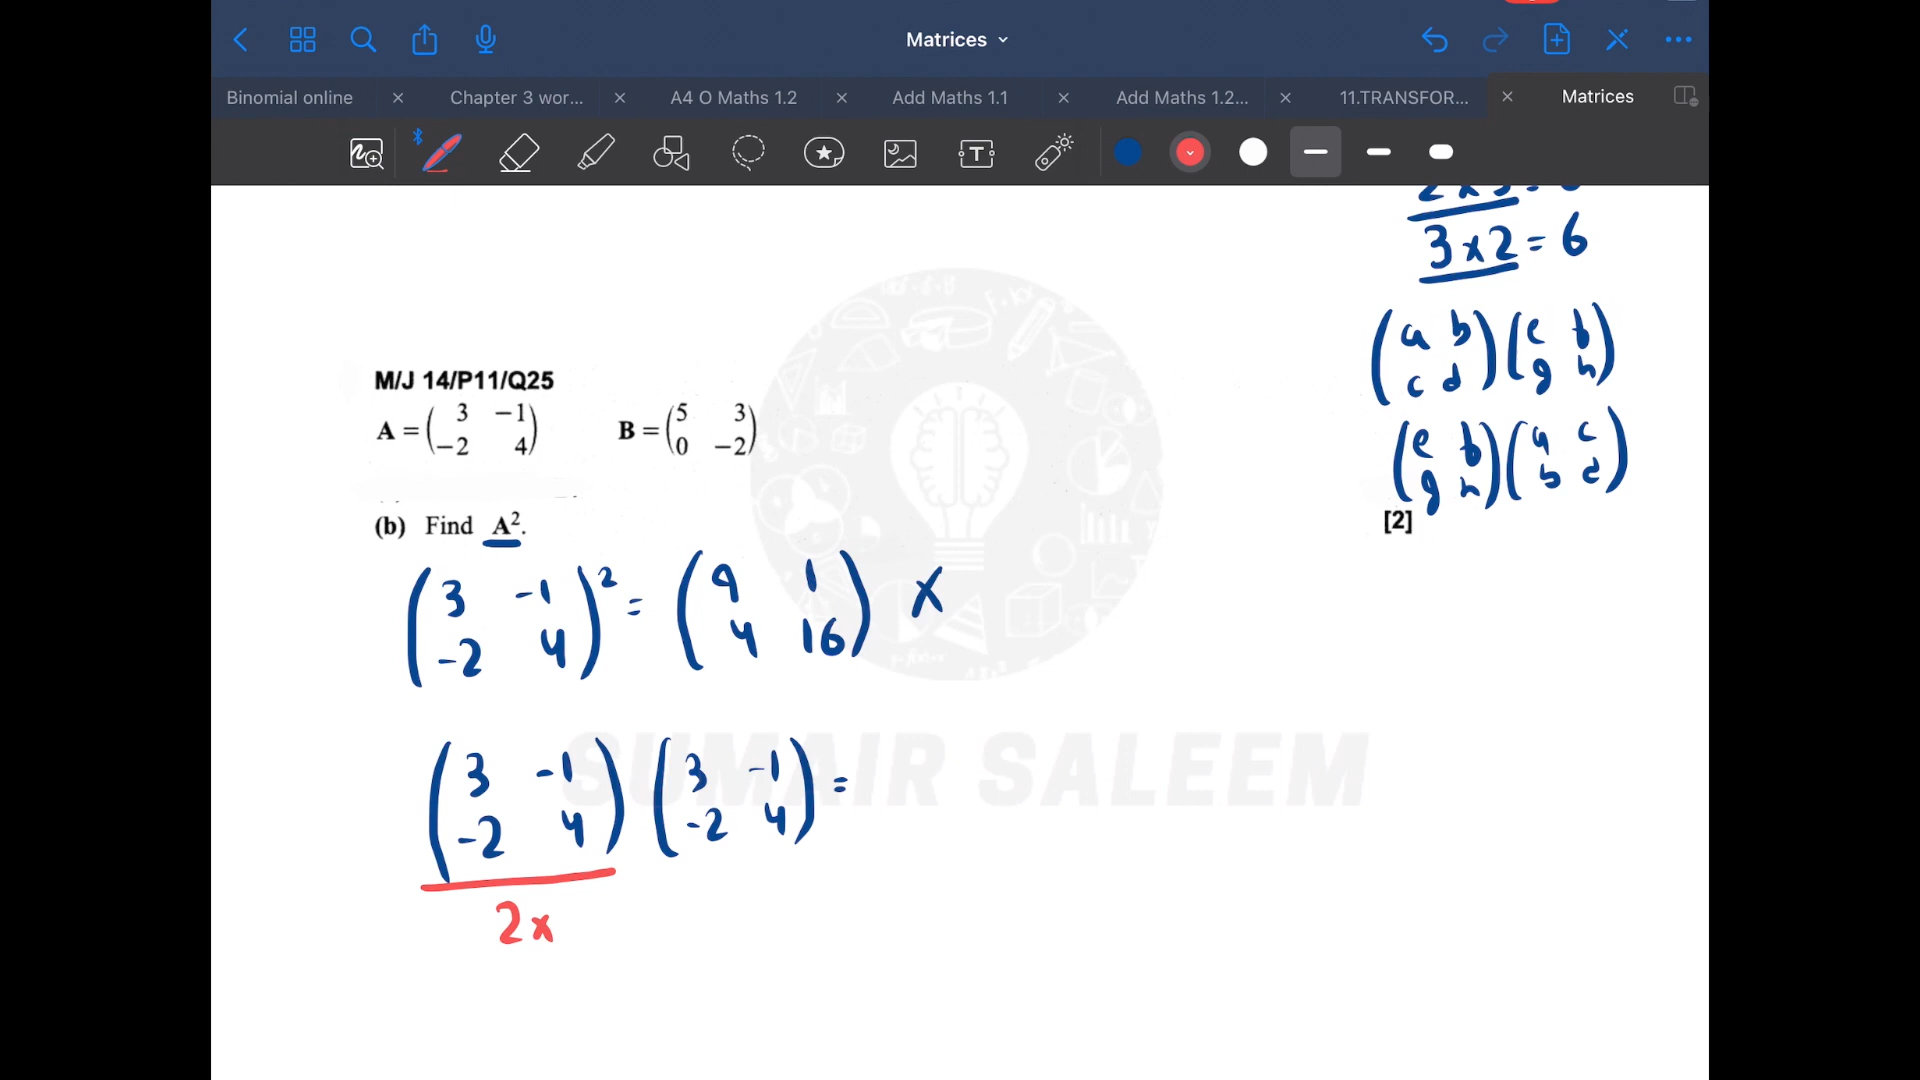 Matrices
Binomial online
Chapter 3 wor...
A4 O Maths 1.2
Add Maths 1.1
Add Maths 1.2...
11.TRANSFOR...
Matrices
3 x 2 = 6
(a b) (e f)
(c d) (g h)
(e f) (a c)
(g h) (b d)
M/J 14/P11/Q25
A = ( 3 −1)    B = (5 3)
(−2 4)    (0 −2)
(b) Find A². [2]
(3 -1)² = (9 1) X
(-2 4)    (4 16)
(3 -1) (3 -1) =
(-2 4) (-2 4)
2x
SUMAIR SALEEM